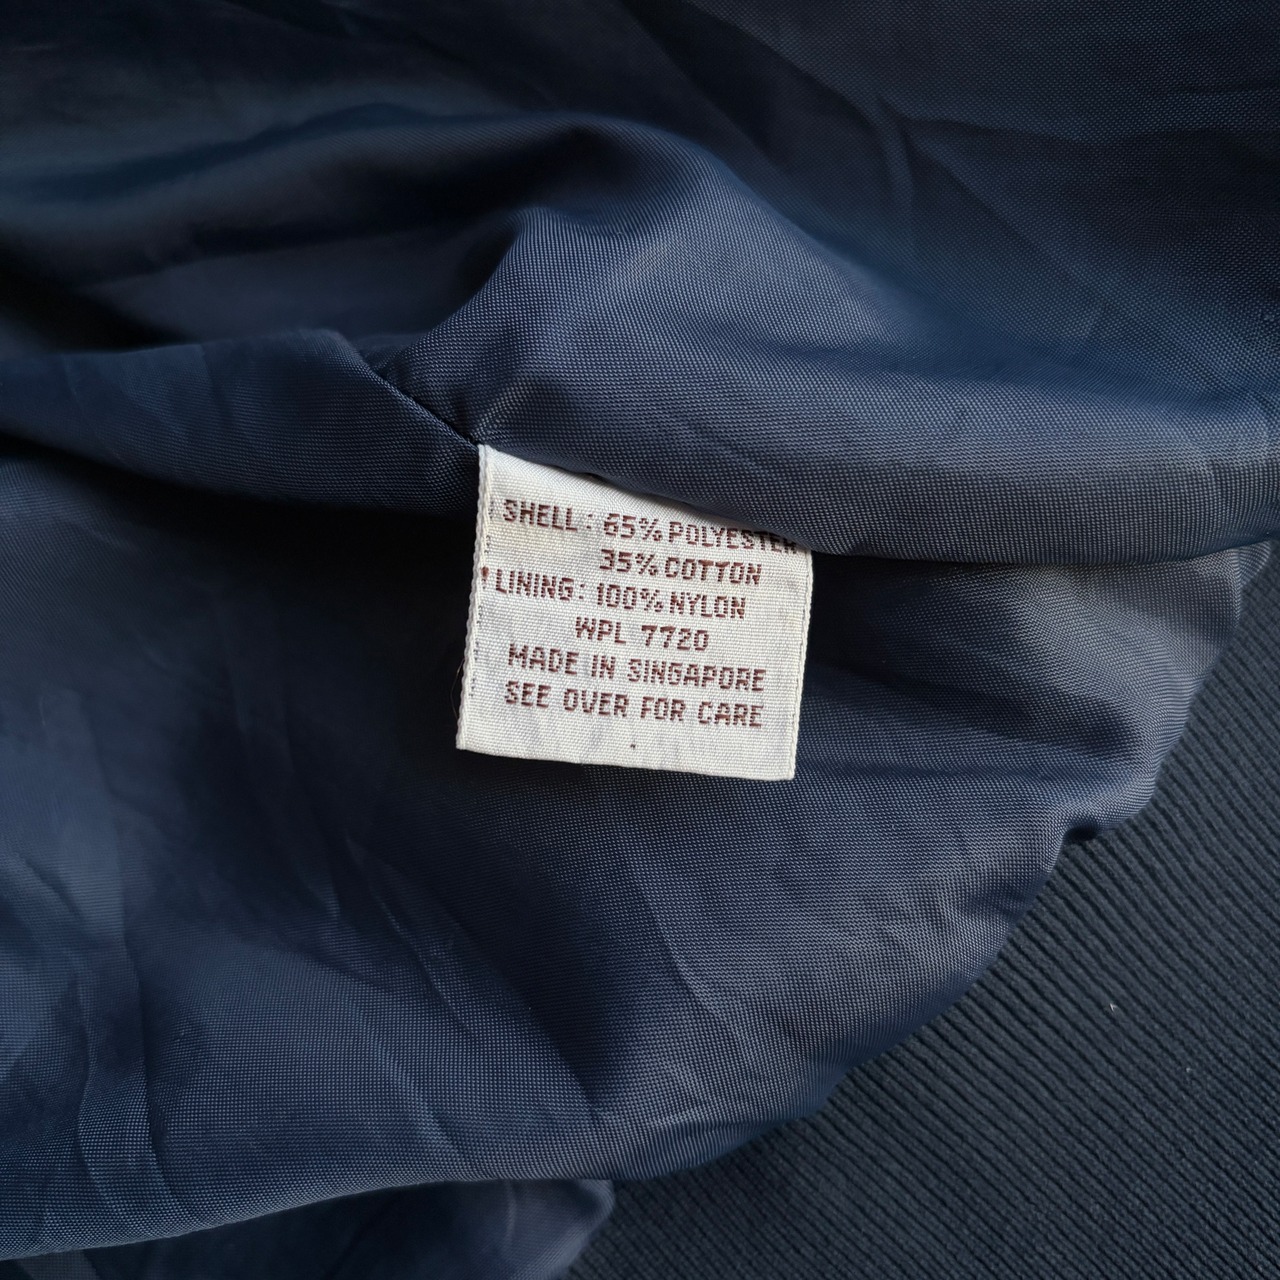 SHELL: 65% POLYESTER
35% COTTON
LINING: 100% NYLON
WPL 7720
MADE IN SINGAPORE
SEE OVER FOR CARE